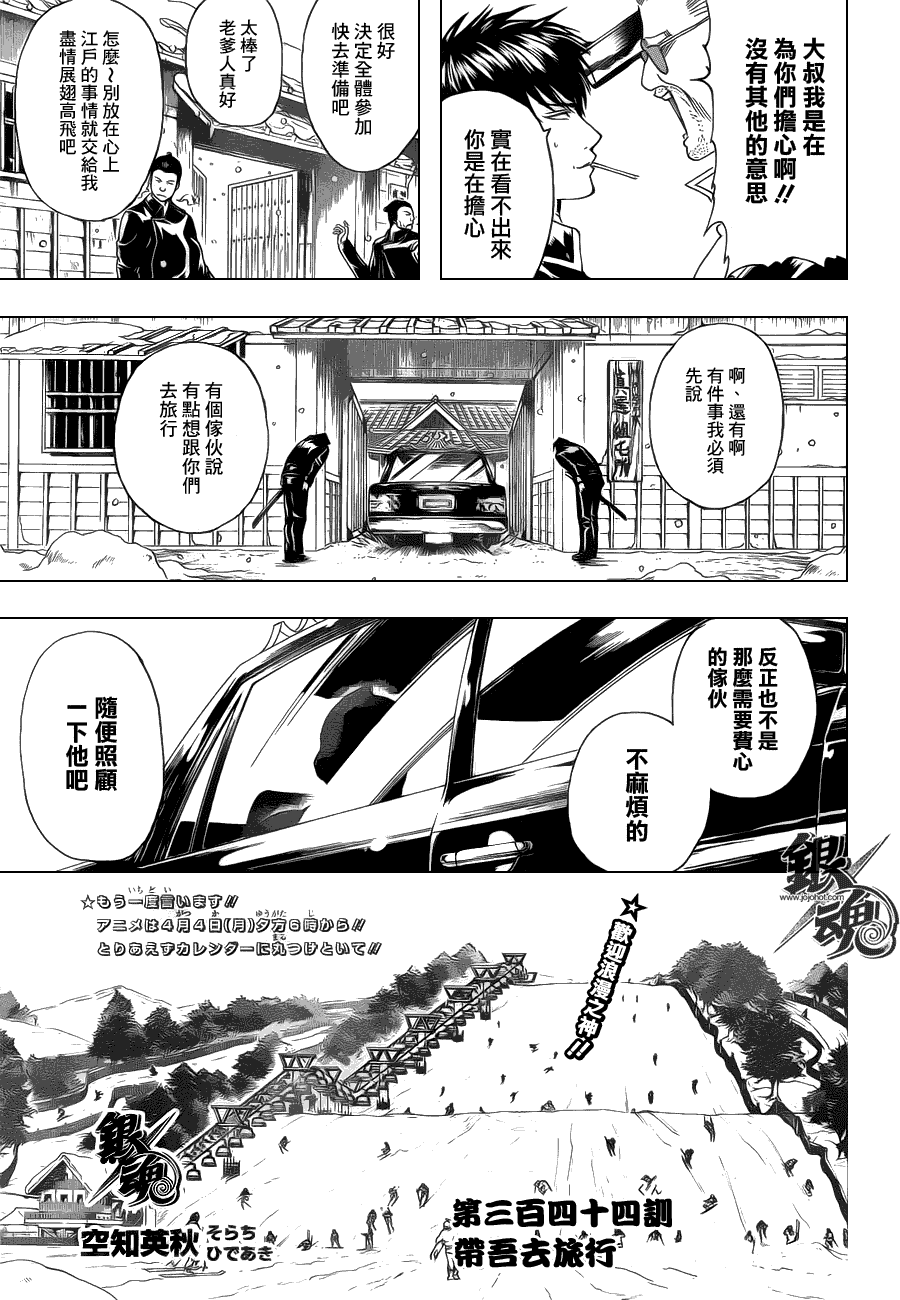 大叔我是在
為你們擔心啊!!
沒有其他的意思
實在看不出來
你是在擔心
很好
決定全體參加
快去準備吧
太棒了
老爹人真好
怎麼~別放在心上
江戶的事情就交給我
盡情展翅高飛吧
啊、還有啊
有件事我必須
先說
真選組屯所
有個傢伙說
有點想跟你們
去旅行
反正也不是
那麼需要費心
的傢伙
不麻煩的
隨便照顧
一下他吧
銀魂
www.jojohot.com
☆もう一度言います!!
アニメは4月4日(月)夕方6時から!!
とりあえずカレンダーに丸つけといて!!
☆歡迎浪漫之神!!
銀魂
空知英秋
そらち
ひであき
第三百四十四訓
帶吾去旅行